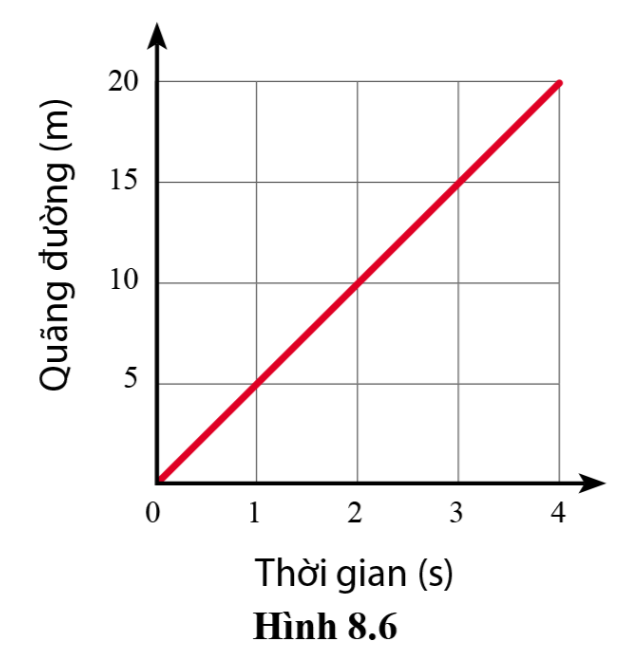 20
15
10
5
Quãng đường (m)
0 1 2 3 4
Thời gian (s)
Hình 8.6